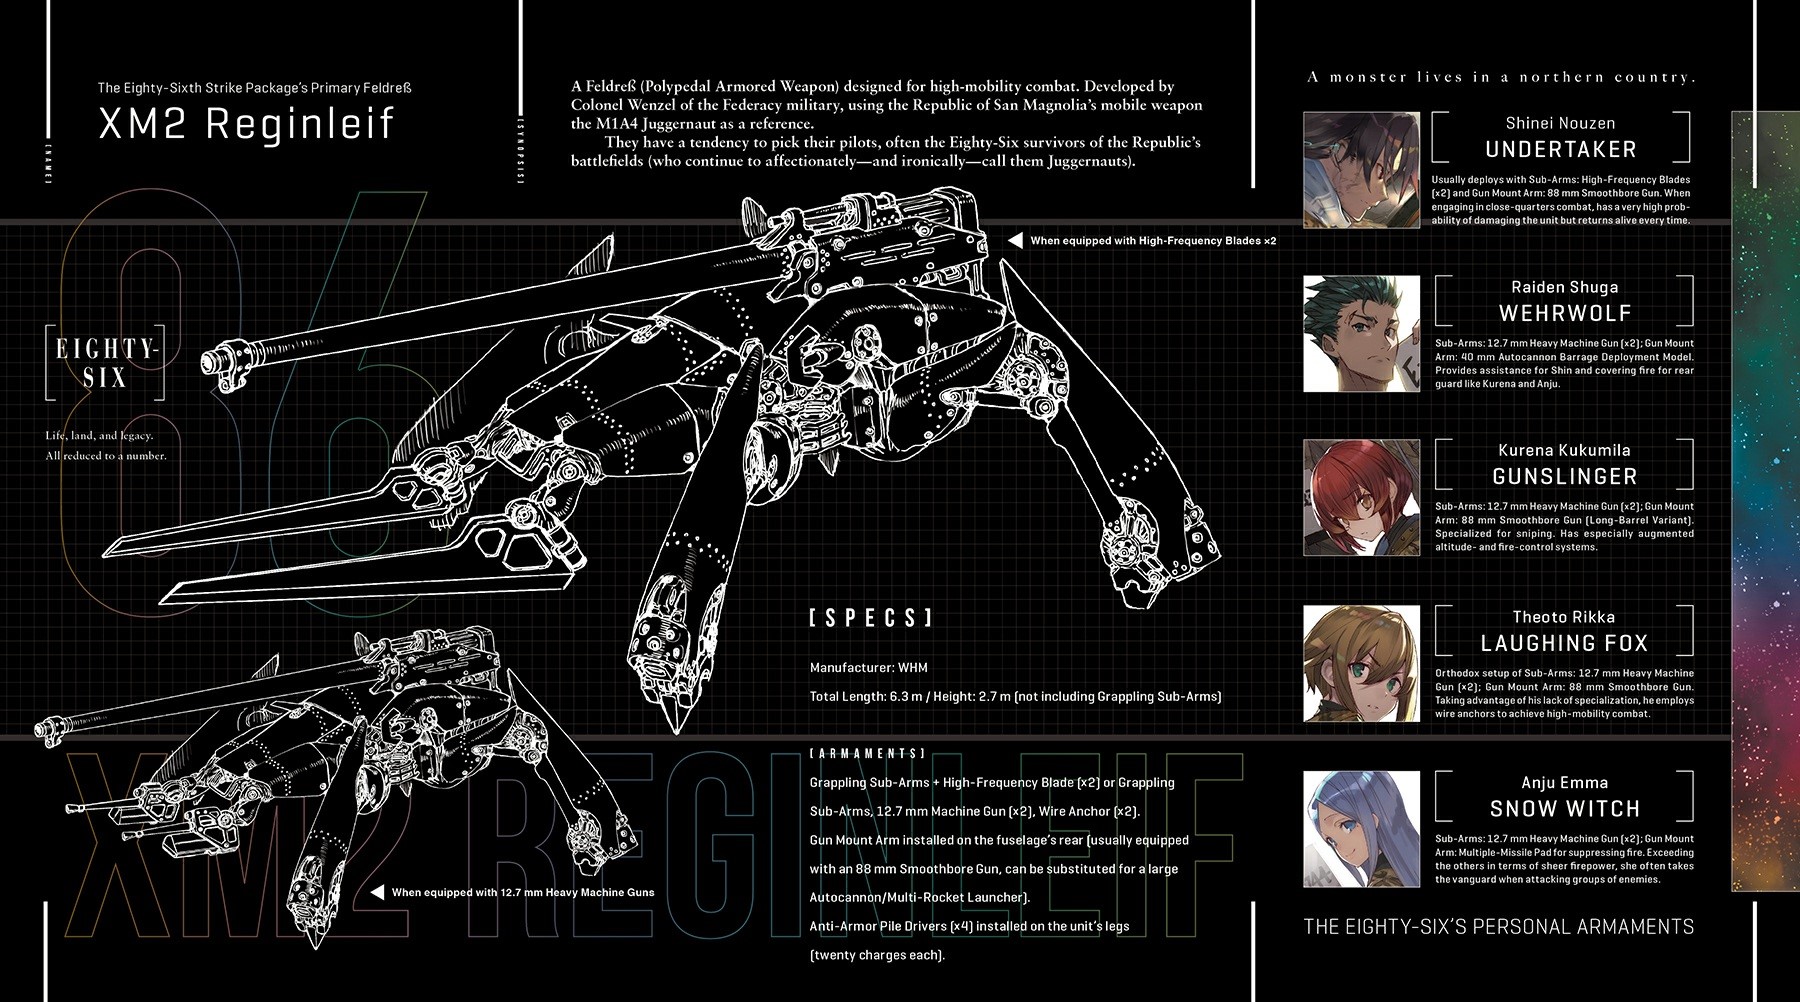 The Eighty-Sixth Strike Package's Primary Feldreß
XM2 Reginleif
[NAME]
[SYNOPSIS]
A Feldreß (Polypedal Armored Weapon) designed for high-mobility combat. Developed by
Colonel Wenzel of the Federacy military, using the Republic of San Magnolia's mobile weapon
the M1A4 Juggernaut as a reference.
They have a tendency to pick their pilots, often the Eighty-Six survivors of the Republic's
battlefields (who continue to affectionately—and ironically—call them Juggernauts).
86
EIGHTY-
SIX
Life, land, and legacy.
All reduced to a number.
When equipped with High-Frequency Blades ×2
When equipped with 12.7 mm Heavy Machine Guns
XM2 REGINLEIF
[SPECS]
Manufacturer: WHM
Total Length: 6.3 m / Height: 2.7 m (not including Grappling Sub-Arms)
[ARMAMENTS]
Grappling Sub-Arms + High-Frequency Blade (x2) or Grappling
Sub-Arms, 12.7 mm Machine Gun (x2), Wire Anchor (x2).
Gun Mount Arm installed on the fuselage's rear (usually equipped
with an 88 mm Smoothbore Gun, can be substituted for a large
Autocannon/Multi-Rocket Launcher).
Anti-Armor Pile Drivers (x4) installed on the unit's legs
(twenty charges each).
A monster lives in a northern country.
Shinei Nouzen
UNDERTAKER
Usually deploys with Sub-Arms: High-Frequency Blades
(x2) and Gun Mount Arm: 88 mm Smoothbore Gun. When
engaging in close-quarters combat, has a very high prob-
ability of damaging the unit but returns alive every time.
Raiden Shuga
WEHRWOLF
Sub-Arms: 12.7 mm Heavy Machine Gun (x2); Gun Mount
Arm: 40 mm Autocannon Barrage Deployment Model.
Provides assistance for Shin and covering fire for rear
guard like Kurena and Anju.
Kurena Kukumila
GUNSLINGER
Sub-Arms: 12.7 mm Heavy Machine Gun (x2); Gun Mount
Arm: 88 mm Smoothbore Gun (Long-Barrel Variant).
Specialized for sniping. Has especially augmented
altitude- and fire-control systems.
Theoto Rikka
LAUGHING FOX
Orthodox setup of Sub-Arms: 12.7 mm Heavy Machine
Gun (x2); Gun Mount Arm: 88 mm Smoothbore Gun.
Taking advantage of his lack of specialization, he employs
wire anchors to achieve high-mobility combat.
Anju Emma
SNOW WITCH
Sub-Arms: 12.7 mm Heavy Machine Gun (x2); Gun Mount
Arm: Multiple-Missile Pad for suppressing fire. Exceeding
the others in terms of sheer firepower, she often takes
the vanguard when attacking groups of enemies.
THE EIGHTY-SIX'S PERSONAL ARMAMENTS